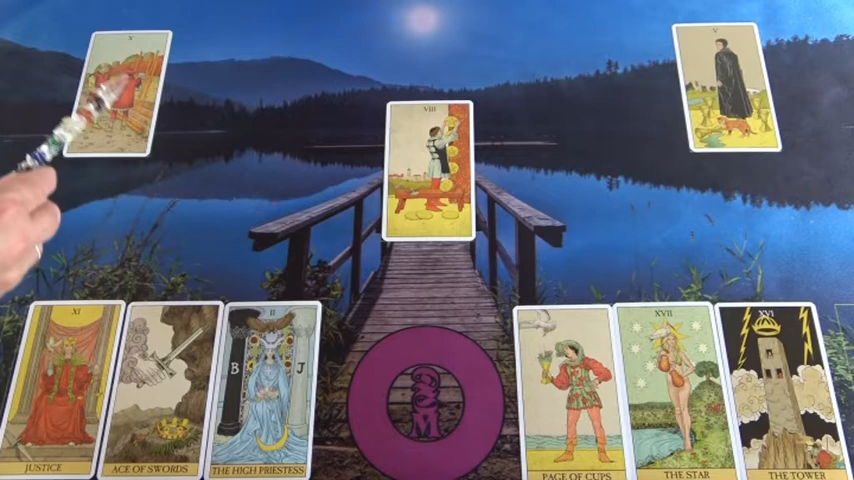 X
V
VIII
XI
JUSTICE
ACE OF SWORDS
II
B J
THE HIGH PRIESTESS
PAGE OF CUPS
XVII
THE STAR
XVI
THE TOWER